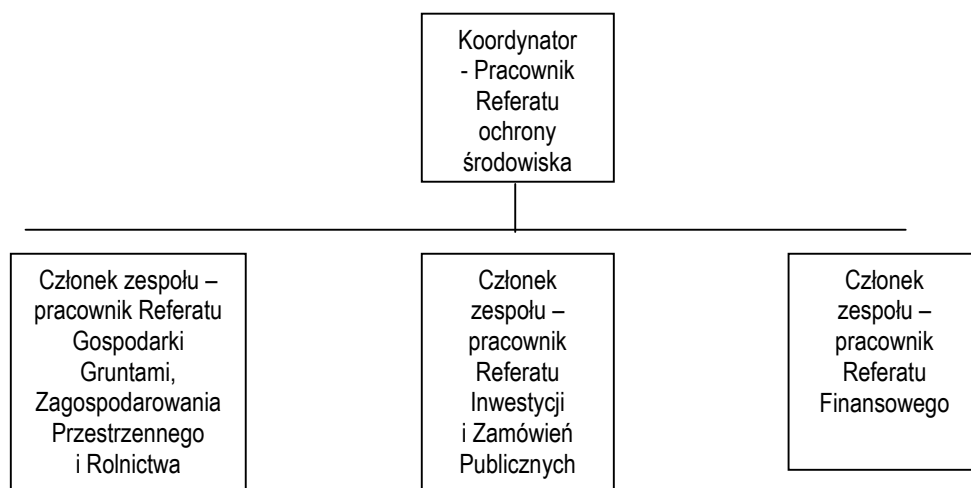 Koordynator
- Pracownik
Referatu
ochrony
środowiska
Członek zespołu –
pracownik Referatu
Gospodarki
Gruntami,
Zagospodarowania
Przestrzennego
i Rolnictwa
Członek
zespołu –
pracownik
Referatu
Inwestycji
i Zamówień
Publicznych
Członek
zespołu –
pracownik
Referatu
Finansowego